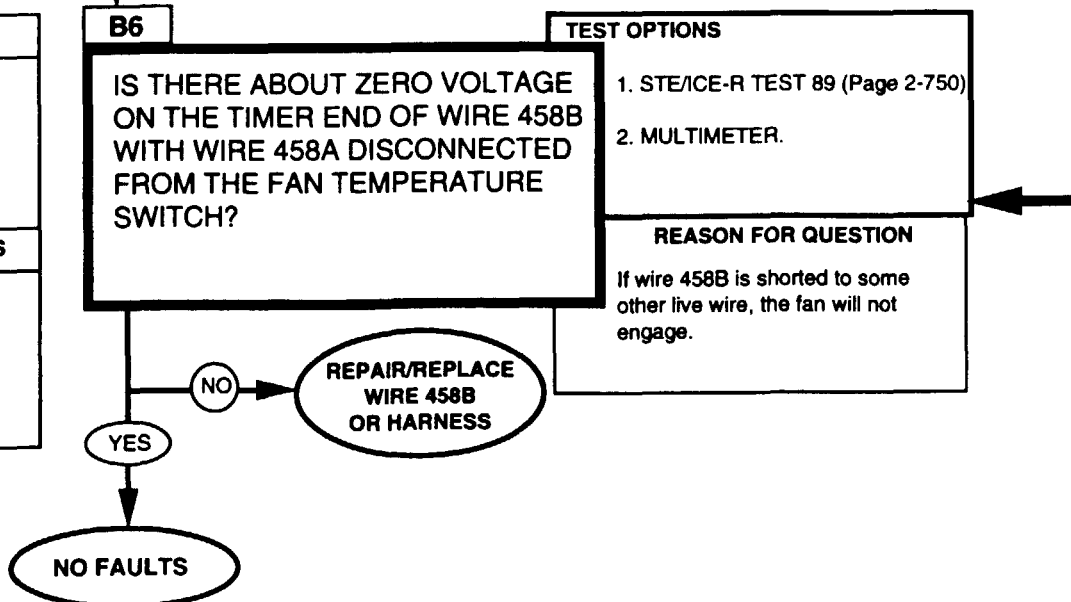 B6
IS THERE ABOUT ZERO VOLTAGE
ON THE TIMER END OF WIRE 458B
WITH WIRE 458A DISCONNECTED
FROM THE FAN TEMPERATURE
SWITCH?
TEST OPTIONS
1. STE/ICE-R TEST 89 (Page 2-750)
2. MULTIMETER.
REASON FOR QUESTION
If wire 458B is shorted to some
other live wire, the fan will not
engage.
S
NO
REPAIR/REPLACE
WIRE 458B
OR HARNESS
YES
NO FAULTS